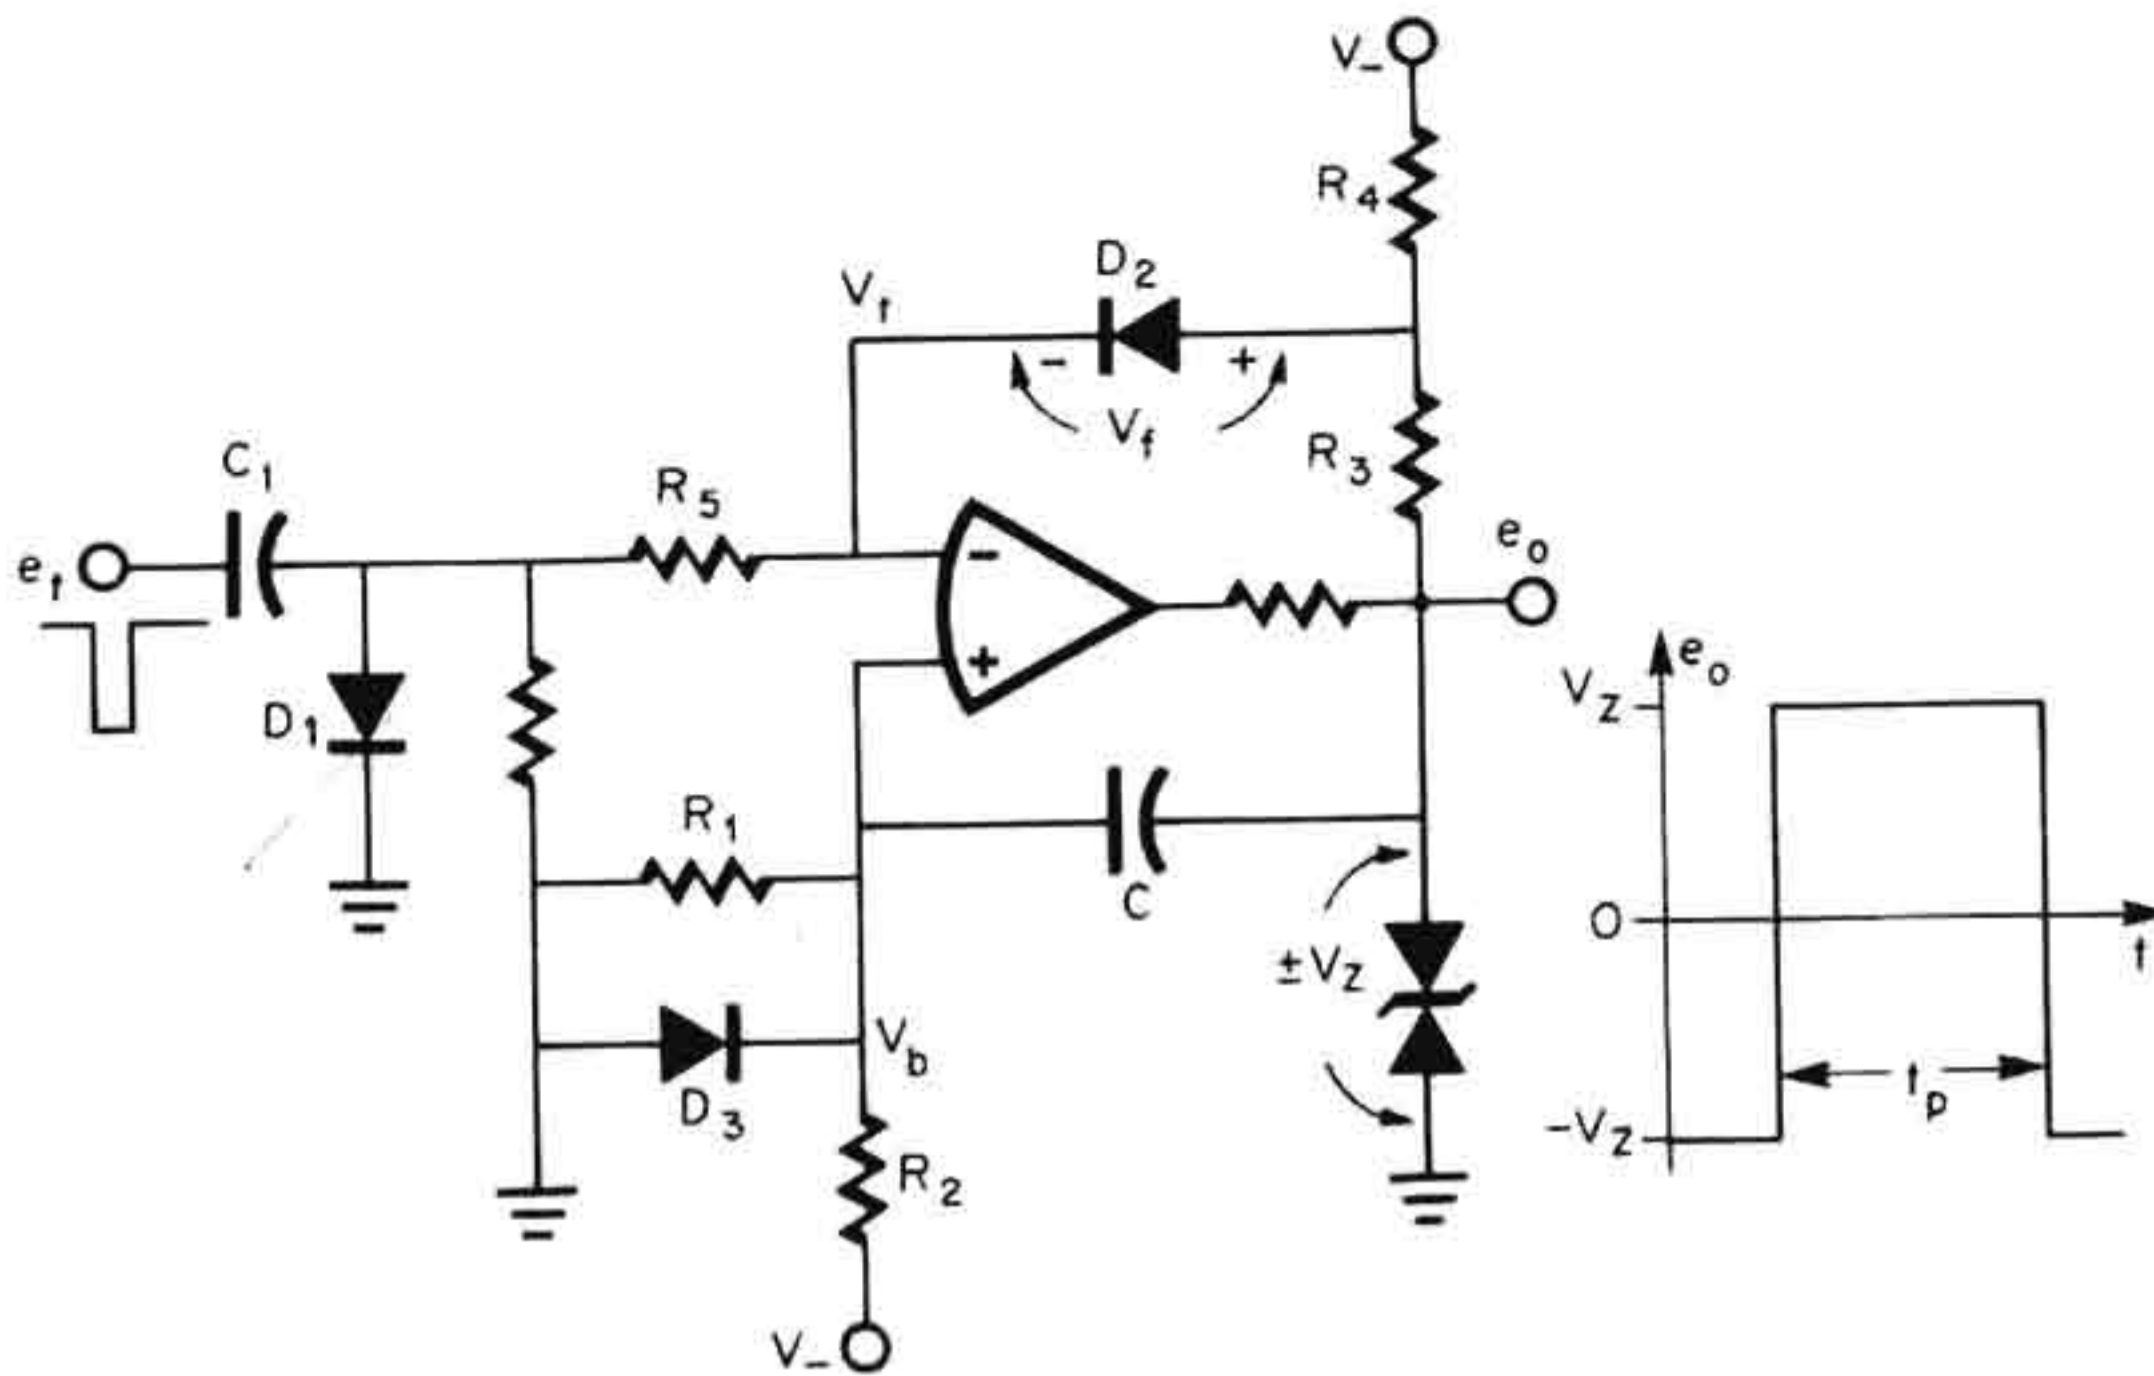 V₋
R₄
D₂
V₁
- +
V_f
R₃
C₁
R₅
e₁
e₀
-
+
D₁
R₁
C
±V_Z
D₃
V_b
R₂
V₋
e₀
V_Z
0
t
t_p
-V_Z